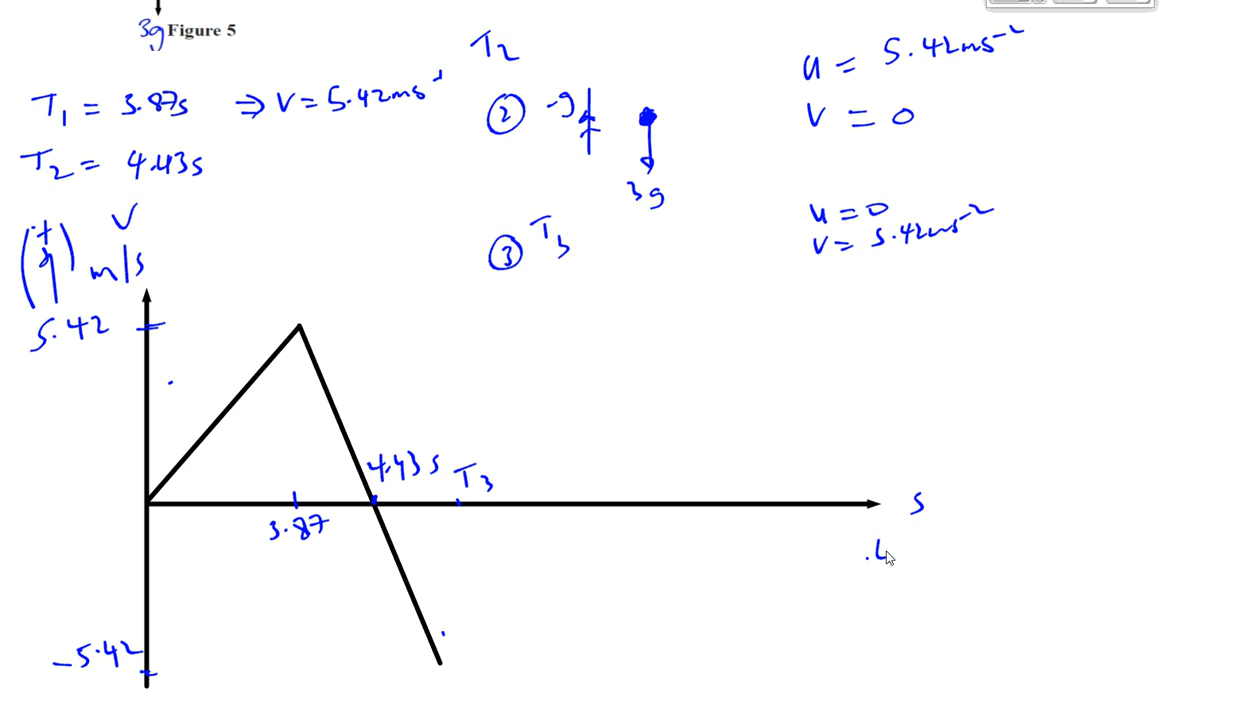 3g Figure 5
T₂
u = 5.42ms⁻²
T₁ = 3.87s ⇒ V = 5.42ms⁻¹
② -g
V = 0
T₂ = 4.43s
3g
V
m/s
+
③ T₃
u = 0
V = 5.42ms⁻²
5.42
4.43s T₃
3.87
s
-5.42